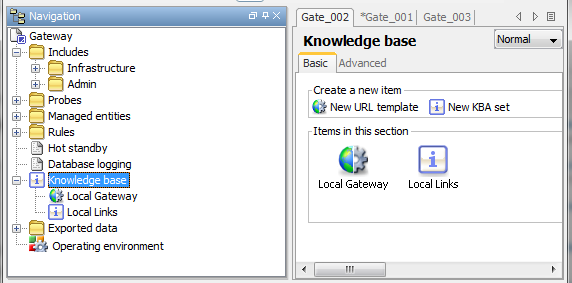 Navigation
Gateway
Includes
Infrastructure
Admin
Probes
Managed entities
Rules
Hot standby
Database logging
Knowledge base
Local Gateway
Local Links
Exported data
Operating environment
Gate_002 *Gate_001 Gate_003
Knowledge base Normal
Basic Advanced
Create a new item
New URL template New KBA set
Items in this section
Local Gateway Local Links